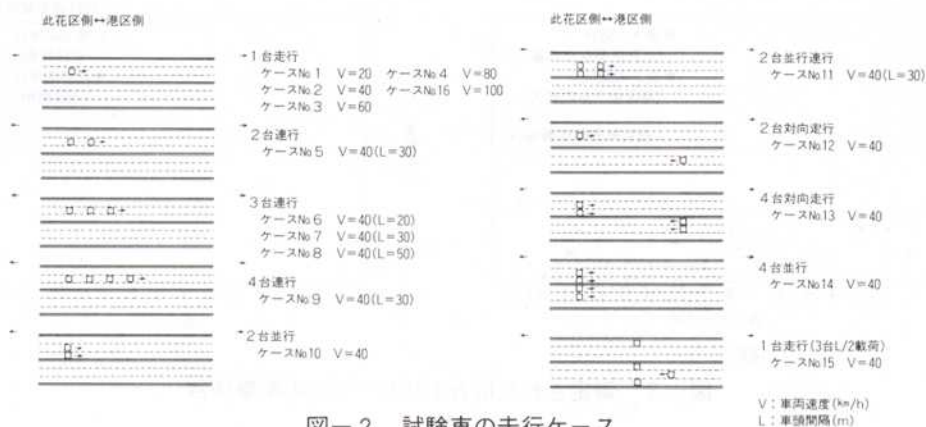 此花区側↔港区側
1台走行
ケース№1 V=20 ケース№4 V=80
ケース№2 V=40 ケース№16 V=100
ケース№3 V=60
2台連行
ケース№5 V=40(L=30)
3台連行
ケース№6 V=40(L=20)
ケース№7 V=40(L=30)
ケース№8 V=40(L=50)
4台連行
ケース№9 V=40(L=30)
2台並行
ケース№10 V=40
此花区側↔港区側
2台並行連行
ケース№11 V=40(L=30)
2台対向走行
ケース№12 V=40
4台対向走行
ケース№13 V=40
4台並行
ケース№14 V=40
1台走行(3台L/2載荷)
ケース№15 V=40
V:車両速度(km/h)
L:車頭間隔(m)
図-2 試験車の走行ケース